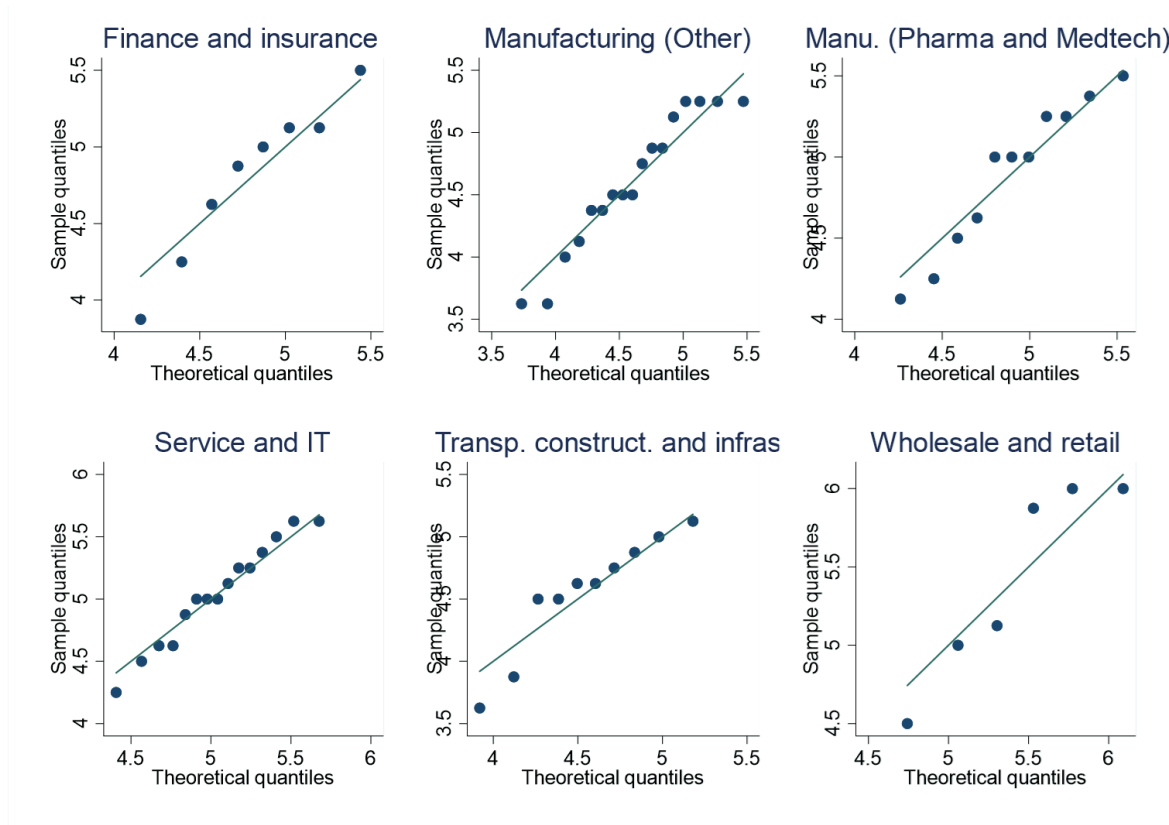 Finance and insurance
Sample quantiles
5.5
5
4.5
4
4 4.5 5 5.5
Theoretical quantiles
Manufacturing (Other)
Sample quantiles
5.5
5
4.5
4
3.5
3.5 4 4.5 5 5.5
Theoretical quantiles
Manu. (Pharma and Medtech)
Sample quantiles
5.5
5
4.5
4
4 4.5 5 5.5
Theoretical quantiles
Service and IT
Sample quantiles
6
5.5
5
4.5
4
4.5 5 5.5 6
Theoretical quantiles
Transp. construct. and infras
Sample quantiles
5.5
5
4.5
4
3.5
4 4.5 5 5.5
Theoretical quantiles
Wholesale and retail
Sample quantiles
6
5.5
5
4.5
4.5 5 5.5 6
Theoretical quantiles